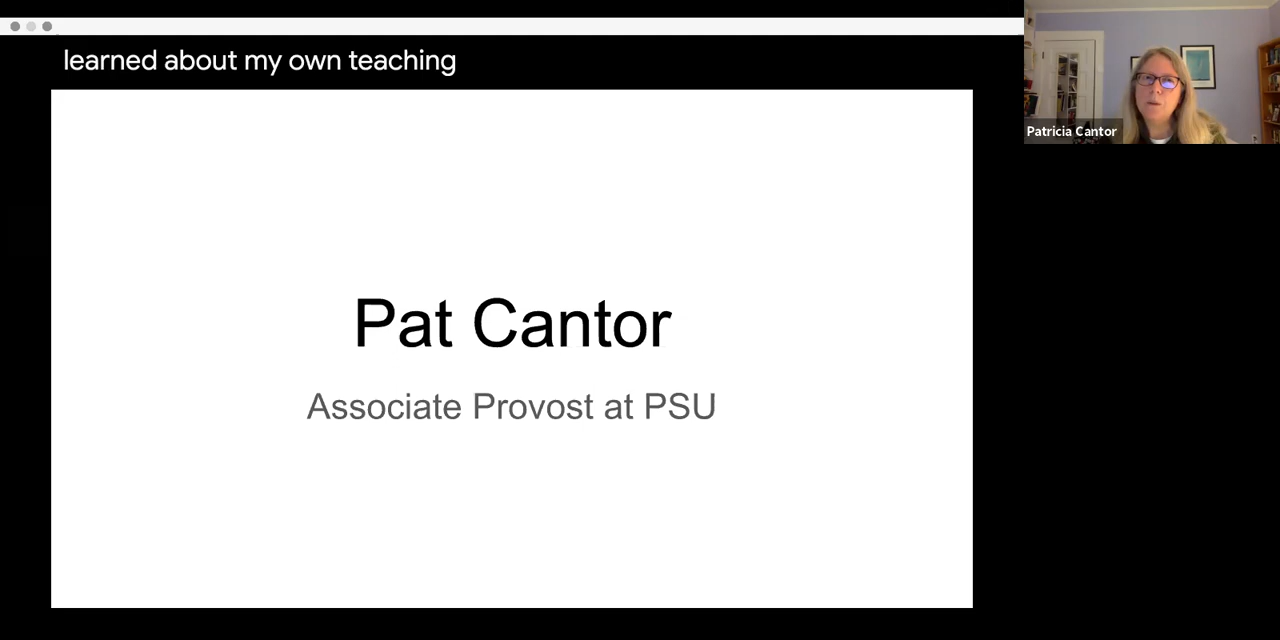 learned about my own teaching
Patricia Cantor
Pat Cantor
Associate Provost at PSU